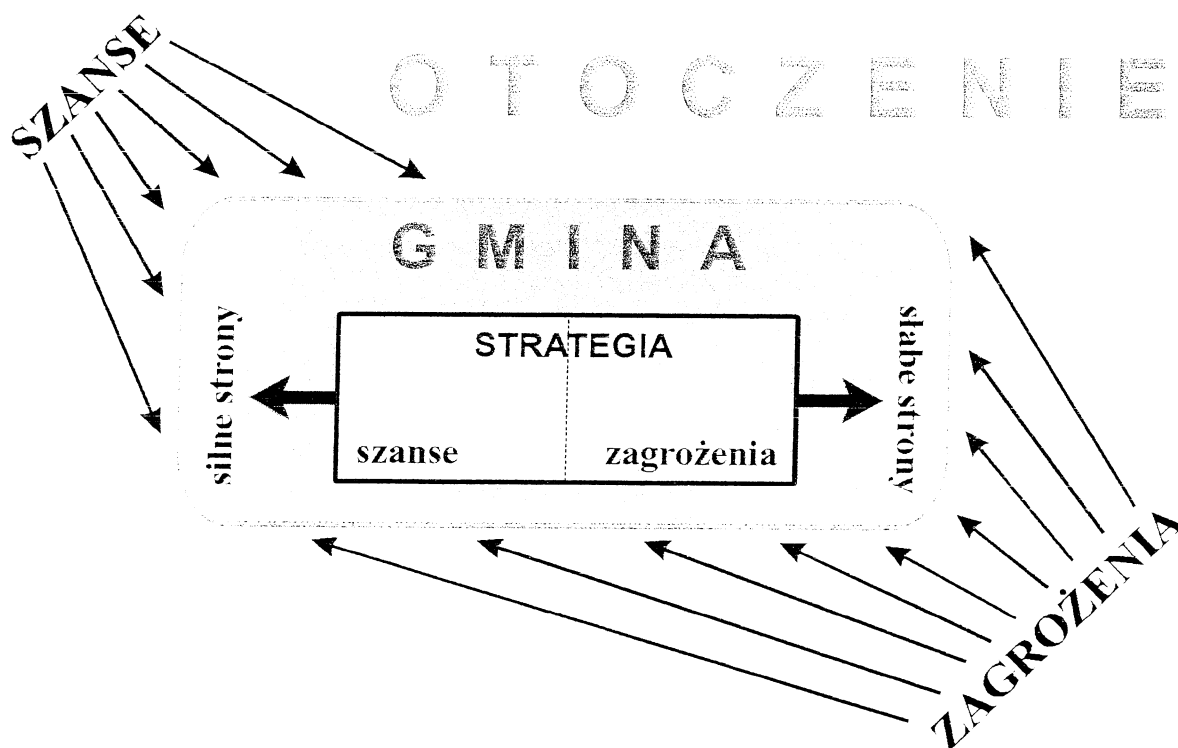 SZANSE
OTOCZENIE
GMINA
silne strony
STRATEGIA
szanse
zagrożenia
słabe strony
ZAGROŻENIA